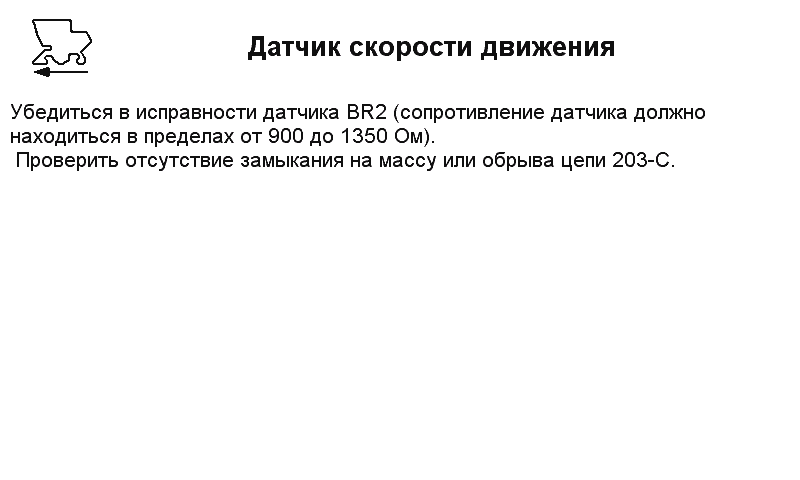 Датчик скорости движения
Убедиться в исправности датчика BR2 (сопротивление датчика должно
находиться в пределах от 900 до 1350 Ом).
Проверить отсутствие замыкания на массу или обрыва цепи 203-С.